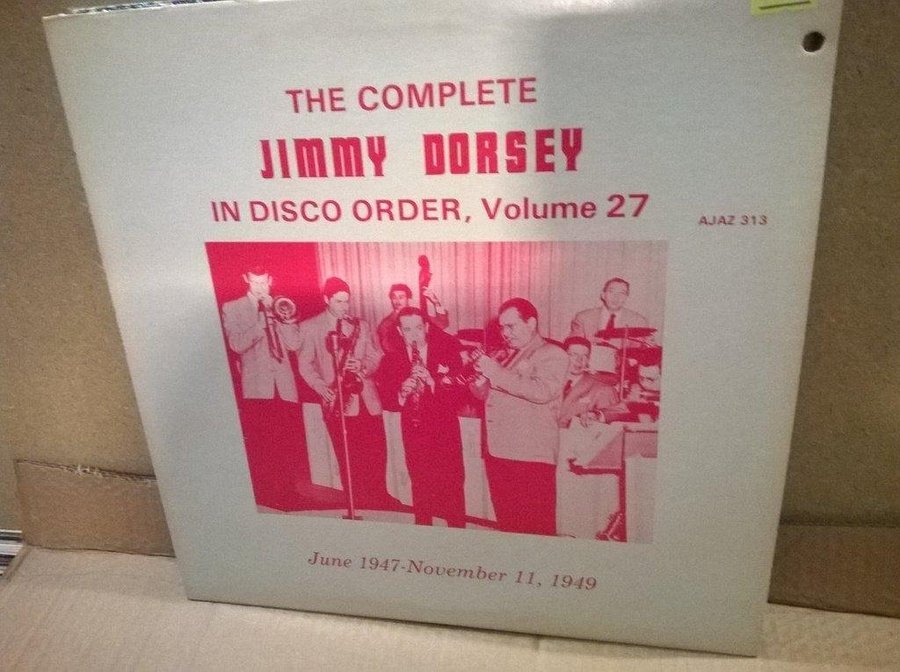 THE COMPLETE
JIMMY DORSEY
IN DISCO ORDER, Volume 27
AJAZ 313
June 1947-November 11, 1949